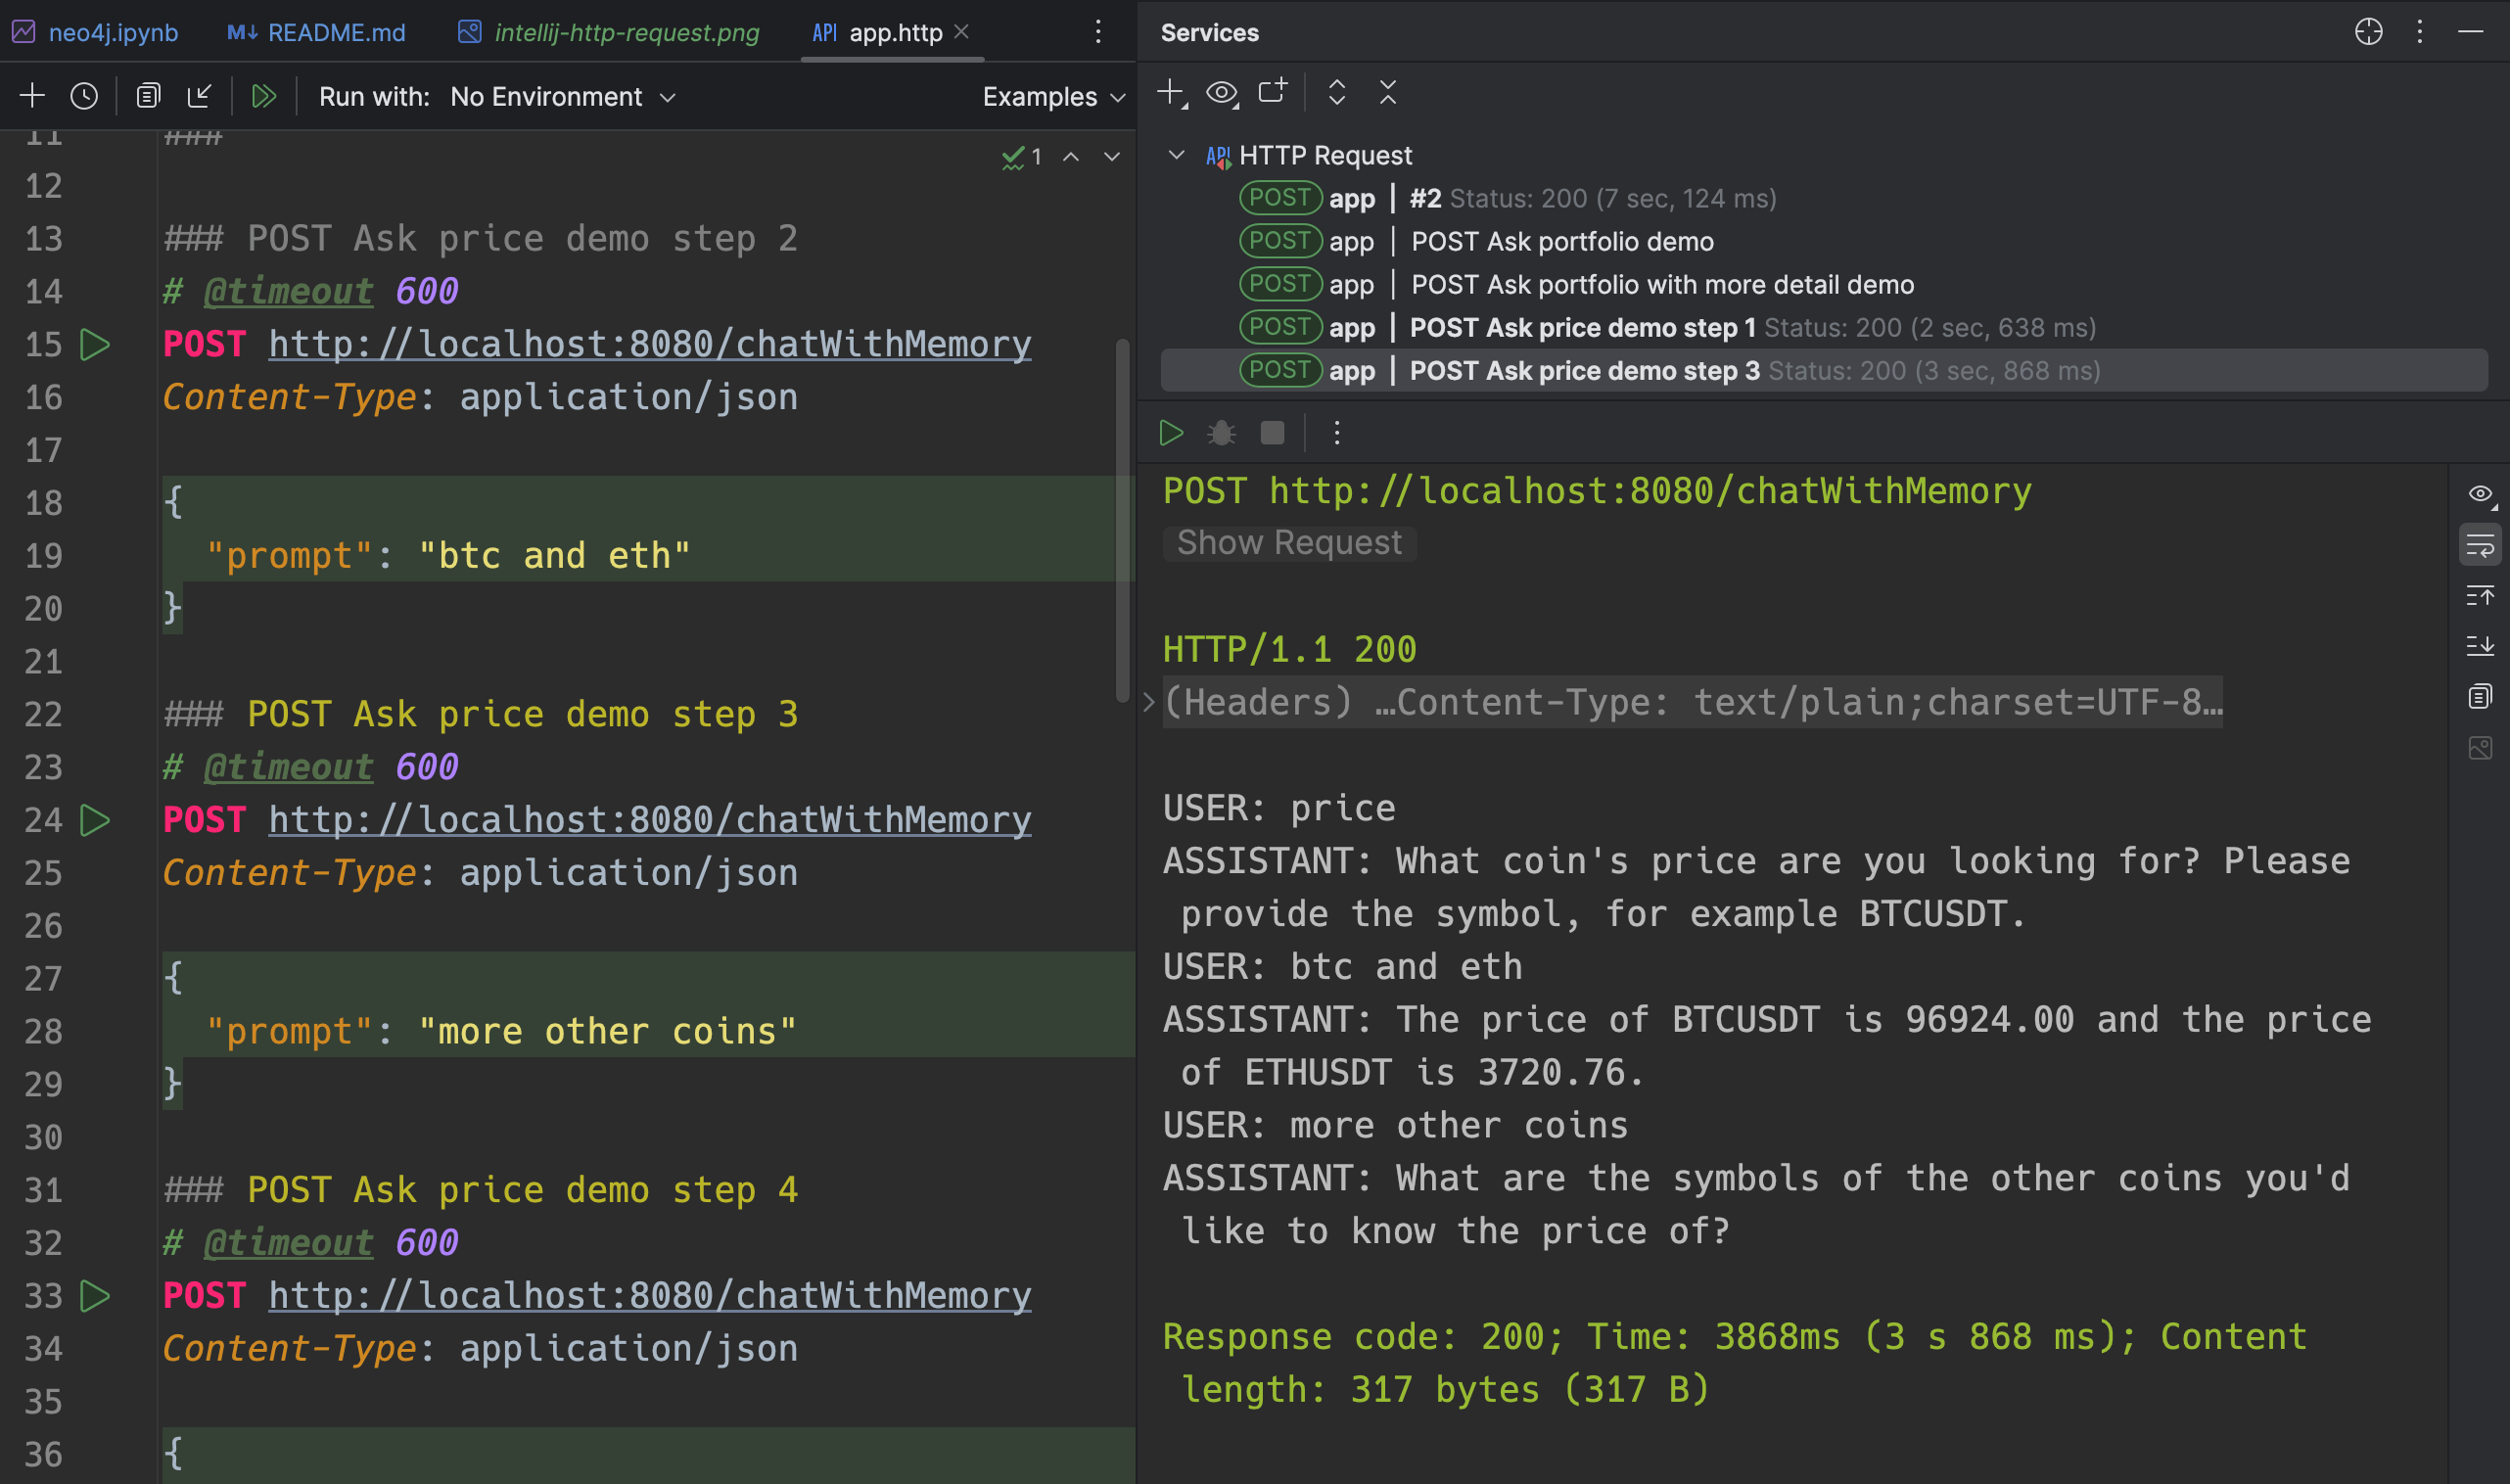 neo4j.ipynb
M↓ README.md
intellij-http-request.png
API app.http
Run with: No Environment
Examples
1
11 ###
12
13 ### POST Ask price demo step 2
14 # @timeout 600
15 POST http://localhost:8080/chatWithMemory
16 Content-Type: application/json
17
18 {
19 "prompt": "btc and eth"
20 }
21
22 ### POST Ask price demo step 3
23 # @timeout 600
24 POST http://localhost:8080/chatWithMemory
25 Content-Type: application/json
26
27 {
28 "prompt": "more other coins"
29 }
30
31 ### POST Ask price demo step 4
32 # @timeout 600
33 POST http://localhost:8080/chatWithMemory
34 Content-Type: application/json
35
36 {
Services
API HTTP Request
POST app | #2 Status: 200 (7 sec, 124 ms)
POST app | POST Ask portfolio demo
POST app | POST Ask portfolio with more detail demo
POST app | POST Ask price demo step 1 Status: 200 (2 sec, 638 ms)
POST app | POST Ask price demo step 3 Status: 200 (3 sec, 868 ms)
POST http://localhost:8080/chatWithMemory
Show Request
HTTP/1.1 200
(Headers) …Content-Type: text/plain;charset=UTF-8…
USER: price
ASSISTANT: What coin's price are you looking for? Please
provide the symbol, for example BTCUSDT.
USER: btc and eth
ASSISTANT: The price of BTCUSDT is 96924.00 and the price
of ETHUSDT is 3720.76.
USER: more other coins
ASSISTANT: What are the symbols of the other coins you'd
like to know the price of?
Response code: 200; Time: 3868ms (3 s 868 ms); Content
length: 317 bytes (317 B)